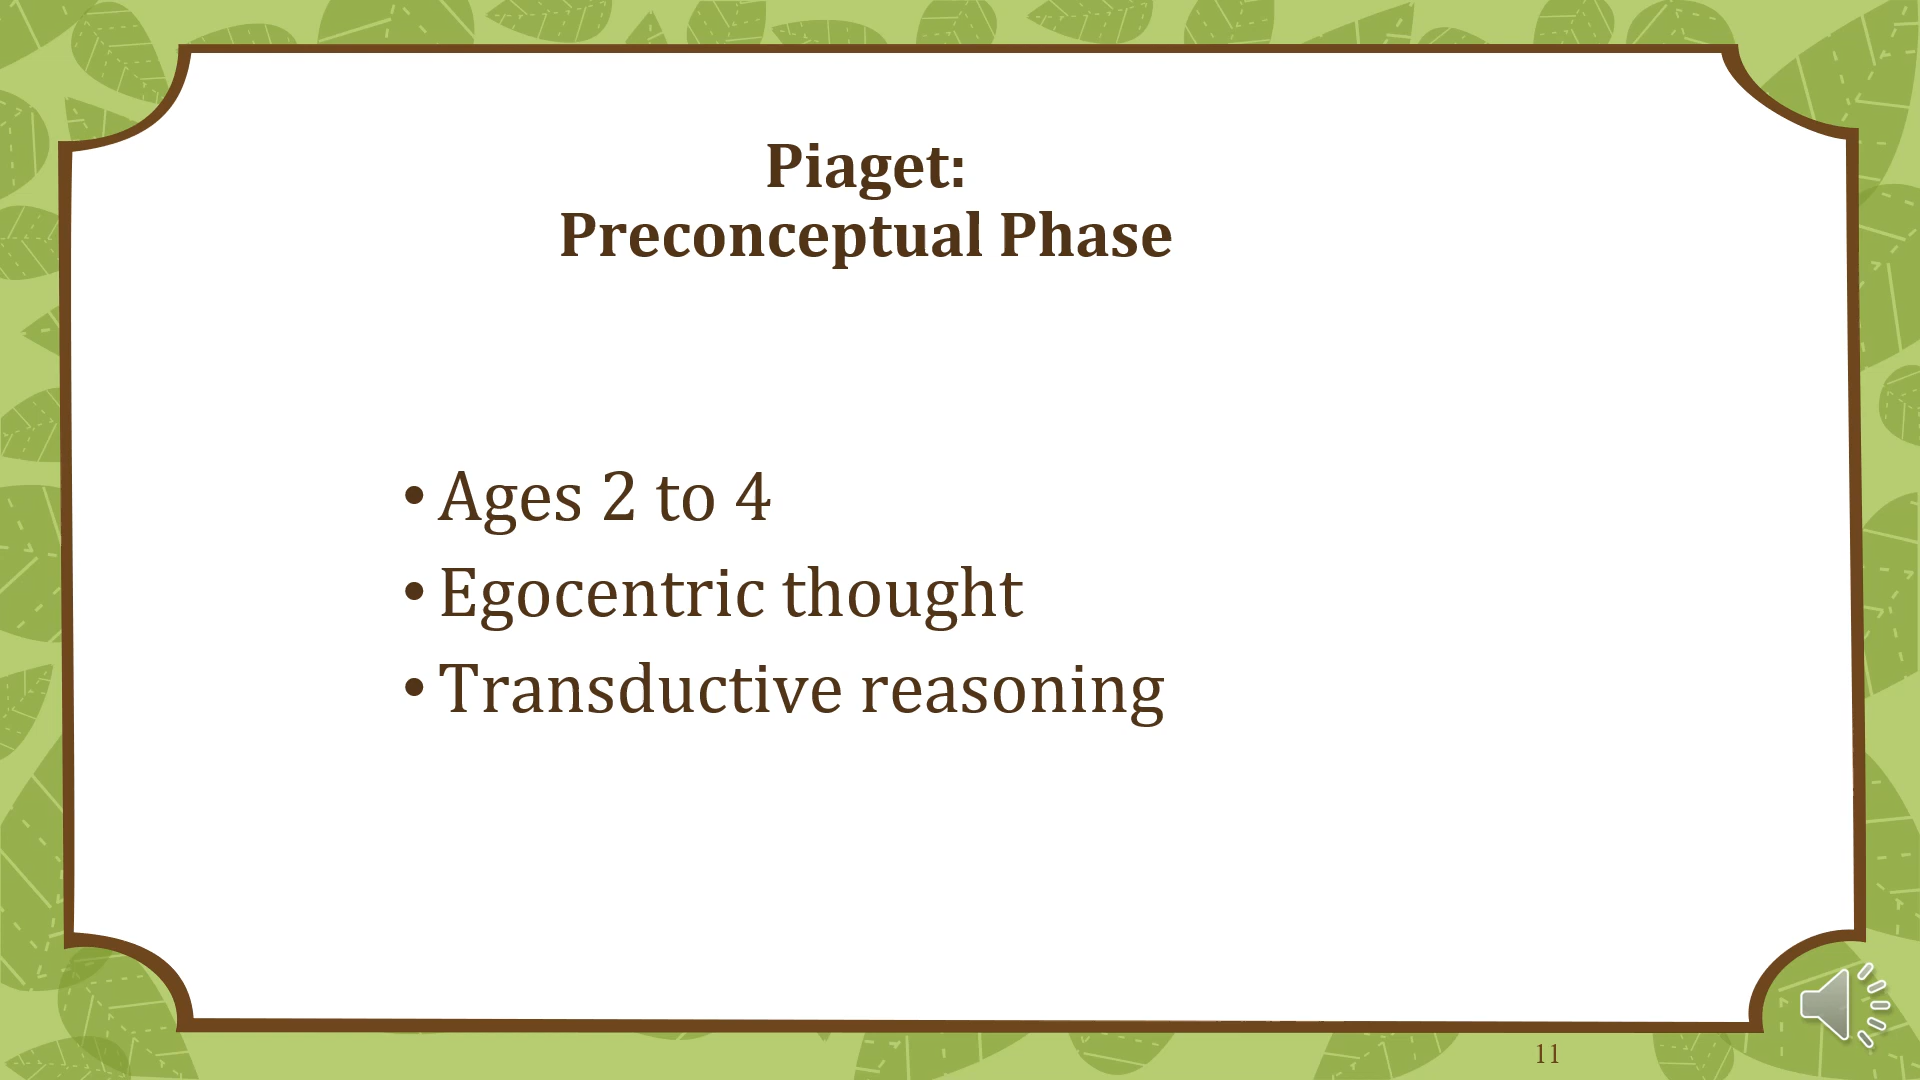 Piaget:
Preconceptual Phase
• Ages 2 to 4
• Egocentric thought
• Transductive reasoning
11